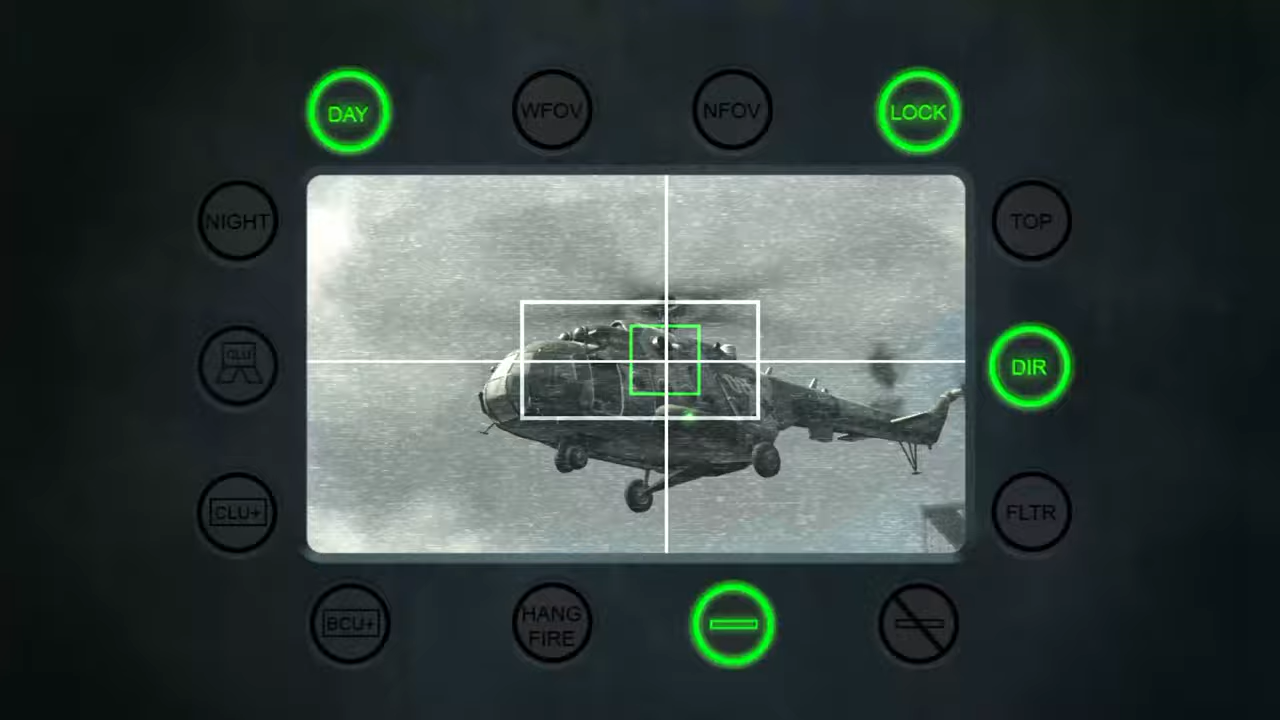 DAY
WFOV
NFOV
LOCK
NIGHT
TOP
CLU
DIR
CLU+
FLTR
BCU+
HANG
FIRE